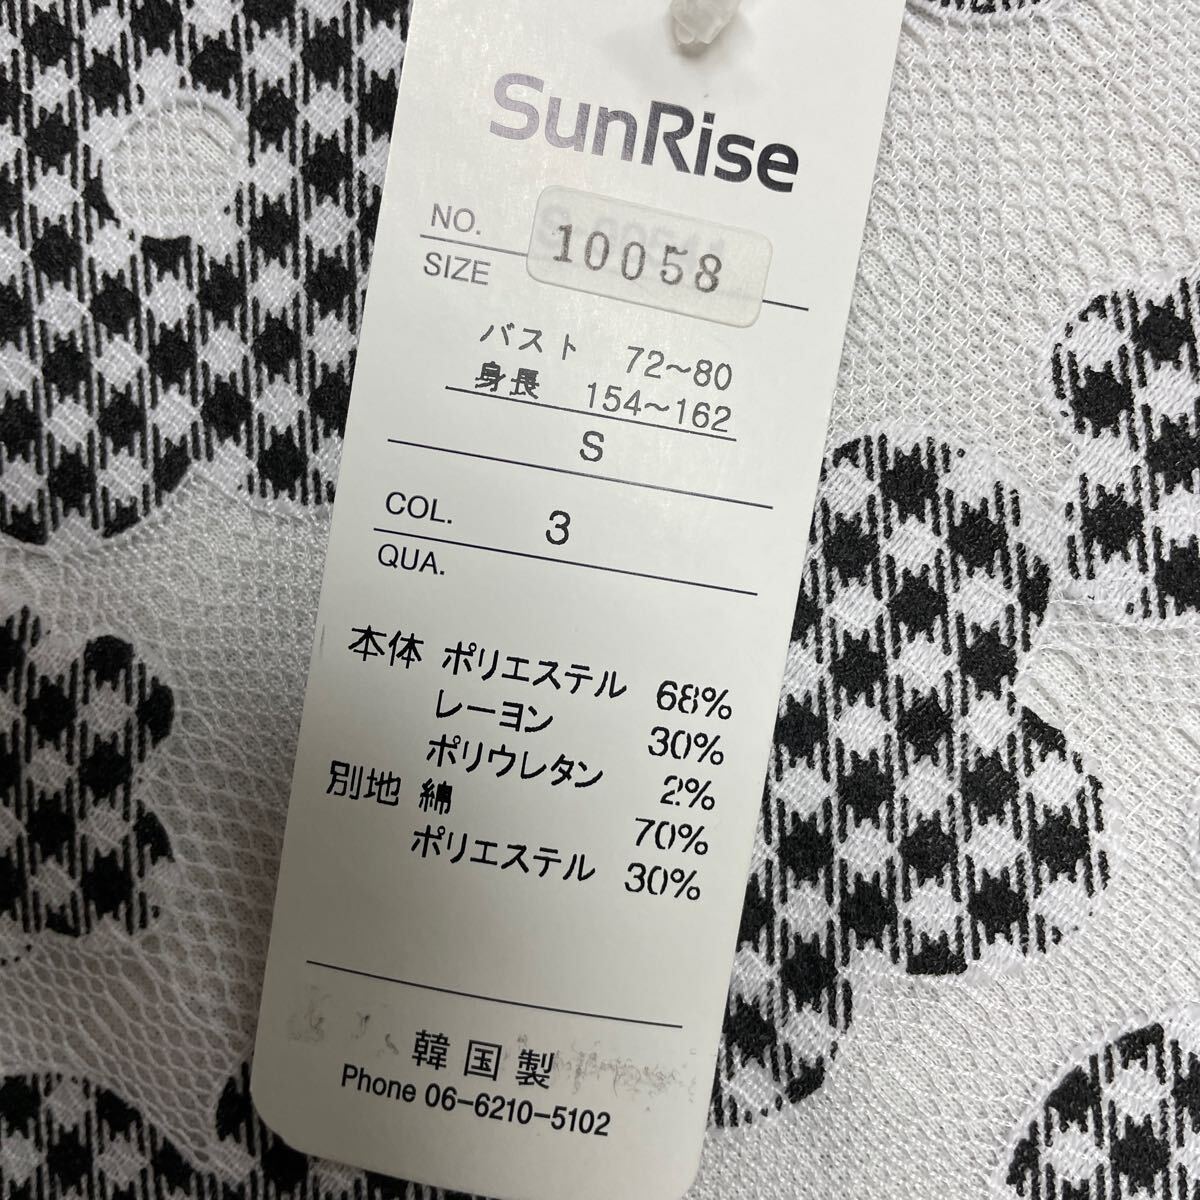 SunRise
NO. 10058
SIZE
バスト 72～80
身長 154～162
S
COL. 3
QUA.
本体 ポリエステル 68%
レーヨン 30%
ポリウレタン 2%
別地 綿 70%
ポリエステル 30%
韓国製
Phone 06-6210-5102